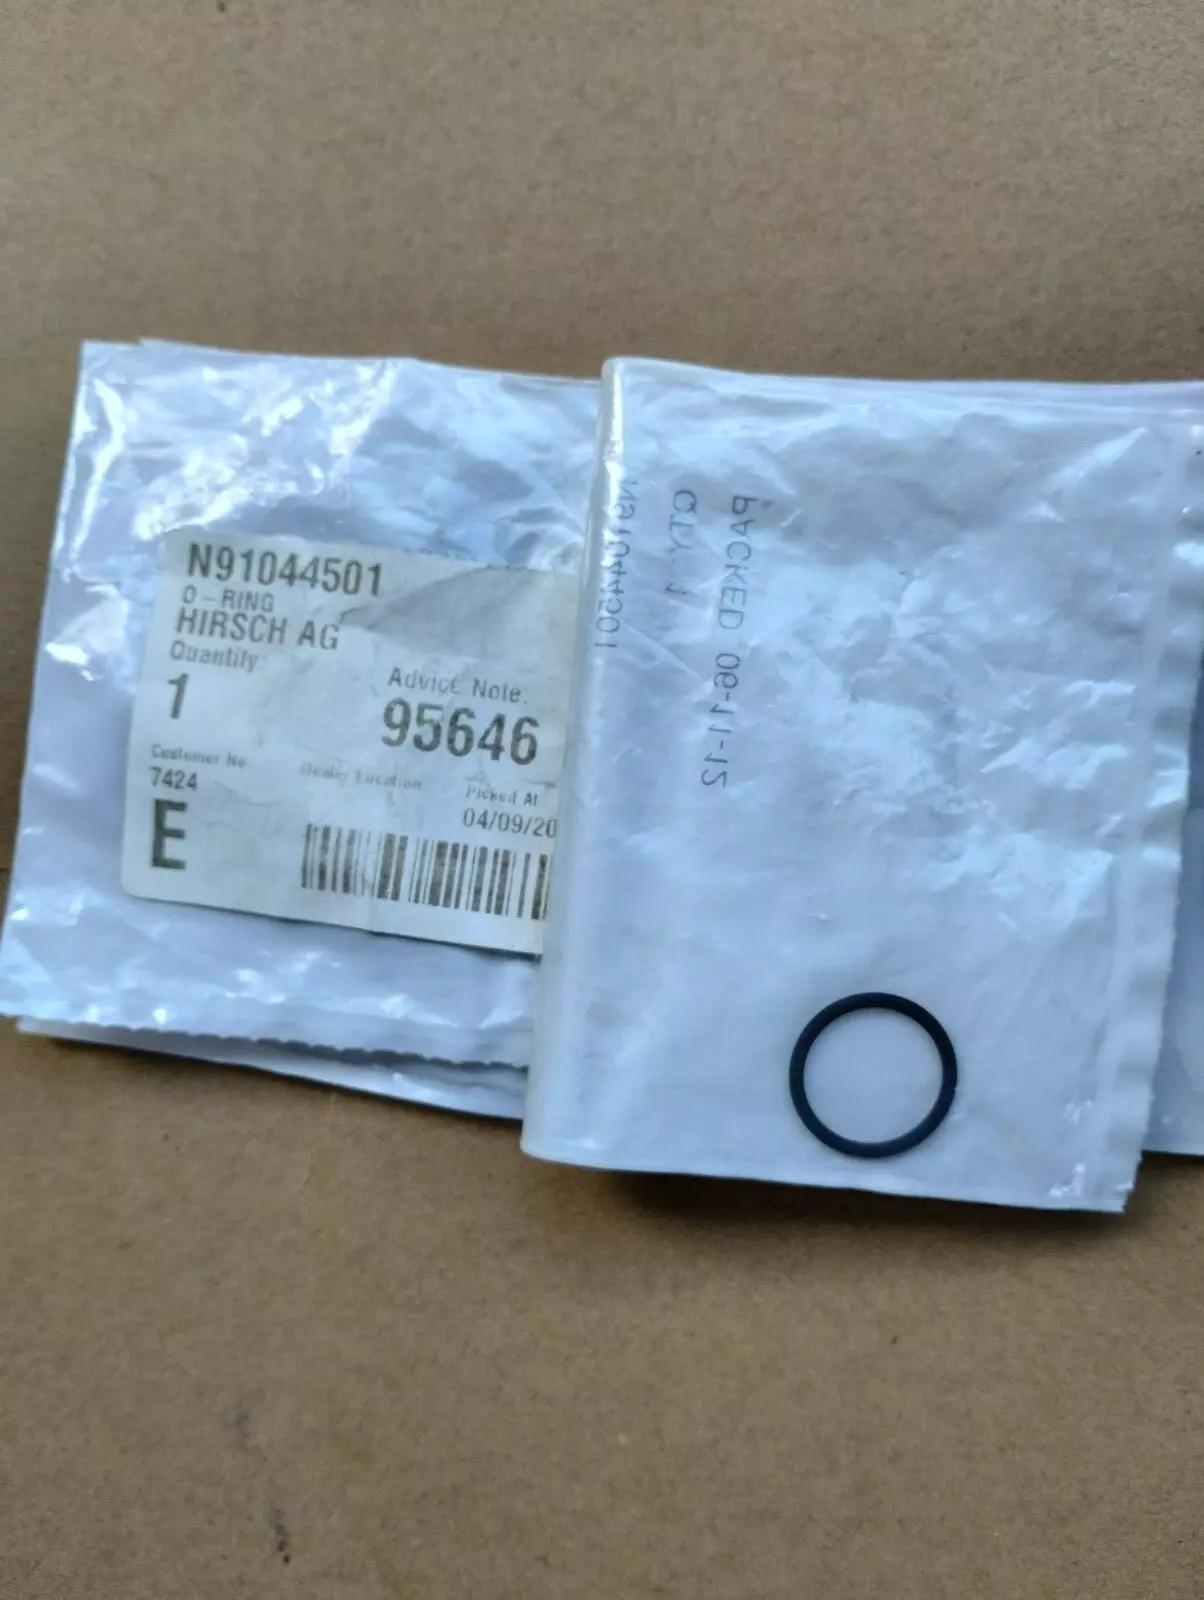 N91044501
O-RING
HIRSCH AG
Quantity:
1
Advice Note:
95646
Customer No
7424
Dealer Location
Picked At
04/09/20
E
N91044501
QTY. 1
PACKED 06-11-12